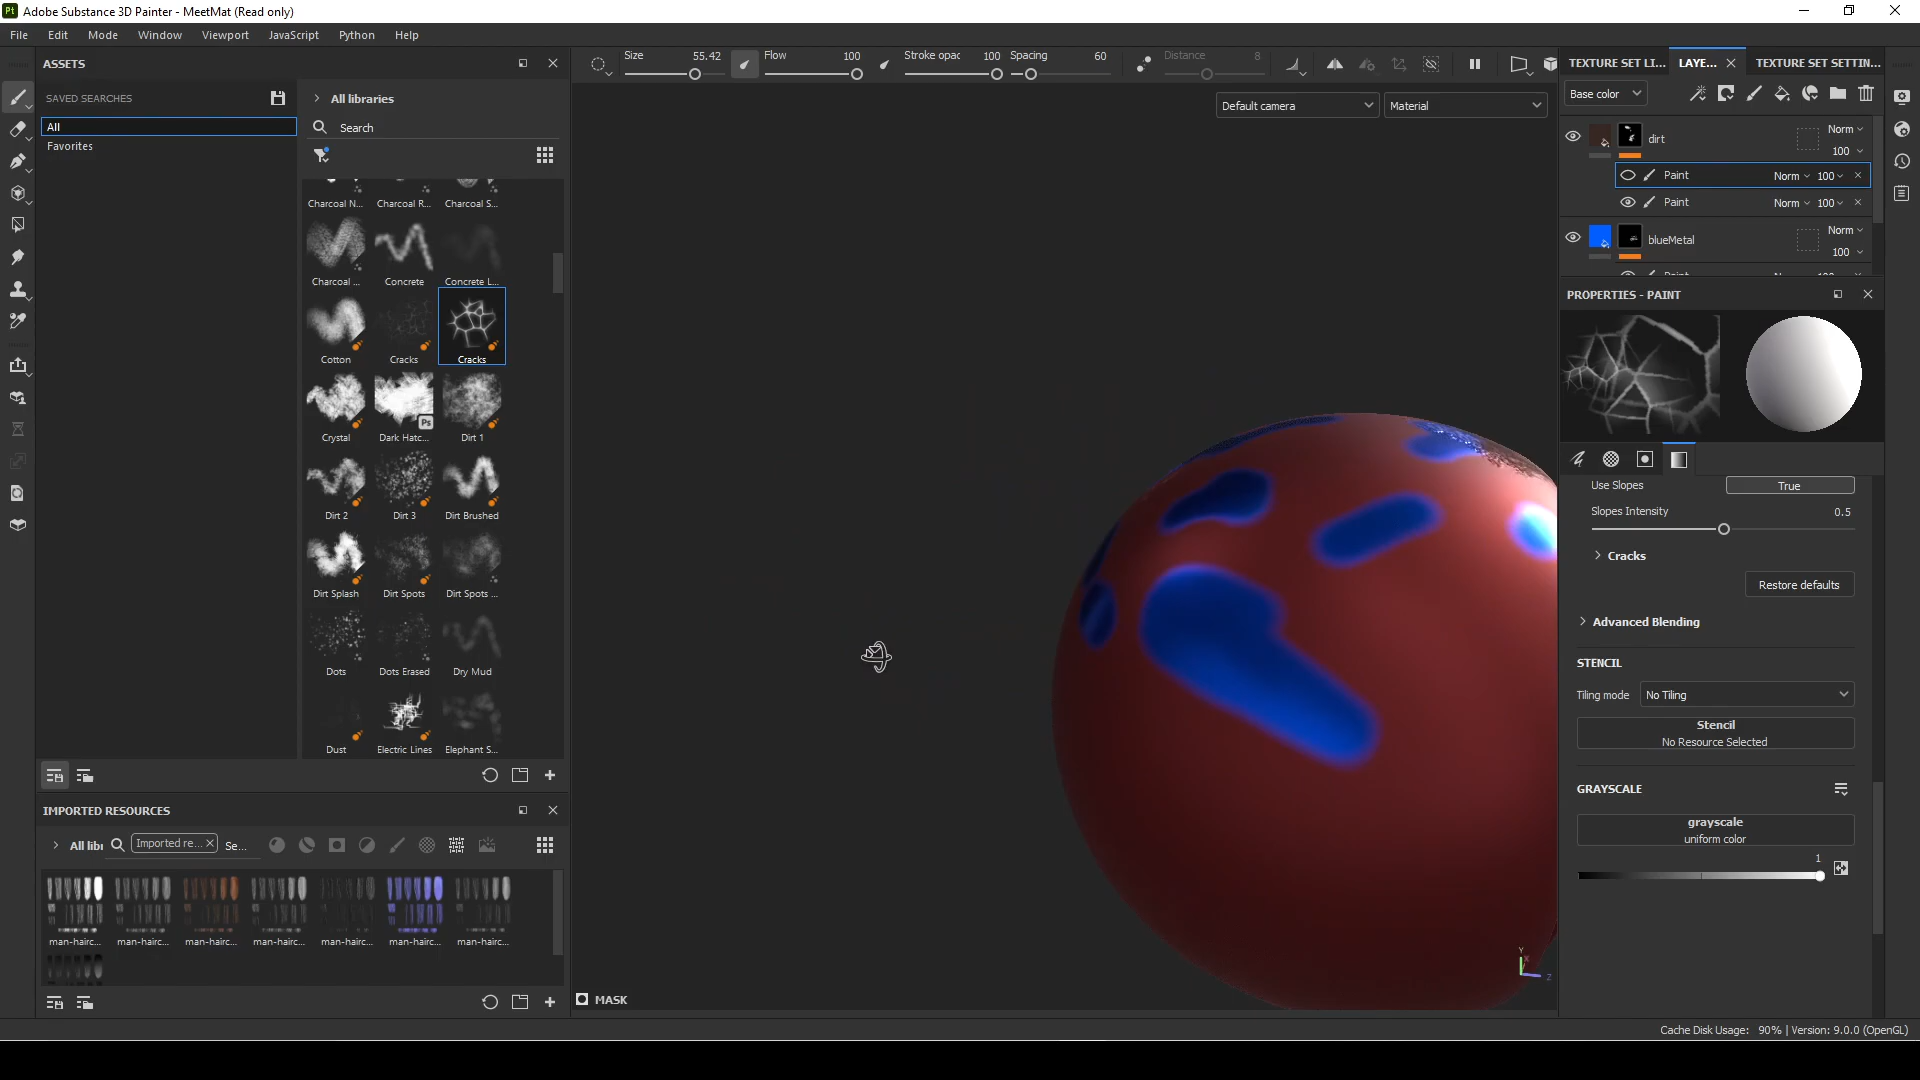 Pt Adobe Substance 3D Painter - MeetMat (Read only)
File Edit Mode Window Viewport JavaScript Python Help
ASSETS
SAVED SEARCHES
All
Favorites
All libraries
Search
Charcoal N... Charcoal R... Charcoal S...
Charcoal ... Concrete Concrete L...
Cotton Cracks Cracks
Crystal Dark Hatc... Dirt 1
Ps
Dirt 2 Dirt 3 Dirt Brushed
Dirt Splash Dirt Spots Dirt Spots ...
Dots Dots Erased Dry Mud
Dust Electric Lines Elephant S...
IMPORTED RESOURCES
All libr Imported re... Se...
man-hairc... man-hairc... man-hairc... man-hairc... man-hairc... man-hairc... man-hairc...
Size 55.42 Flow 100 Stroke opac 100 Spacing 60 Distance 8
Default camera Material
MASK
Y X Z
TEXTURE SET LI... LAYE... TEXTURE SET SETTIN...
Base color
dirt Norm
100
Paint Norm 100
Paint Norm 100
blueMetal Norm
100
PROPERTIES - PAINT
Use Slopes True
Slopes Intensity 0.5
Cracks
Restore defaults
Advanced Blending
STENCIL
Tiling mode No Tiling
Stencil
No Resource Selected
GRAYSCALE
grayscale
uniform color
1
Cache Disk Usage: 90% | Version: 9.0.0 (OpenGL)